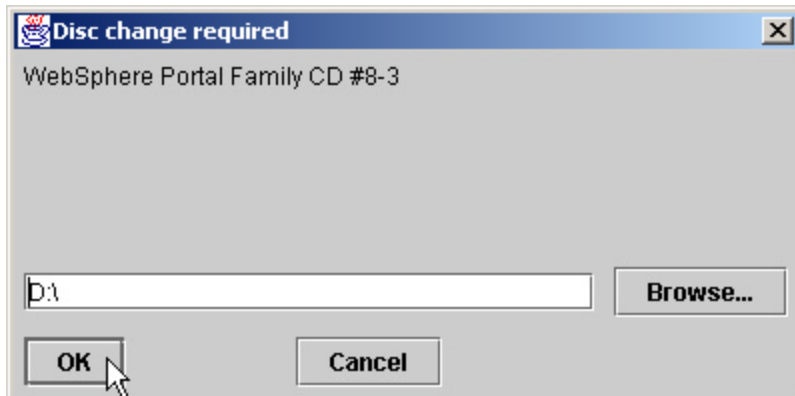 Disc change required
WebSphere Portal Family CD #8-3
D:\
Browse...
OK
Cancel